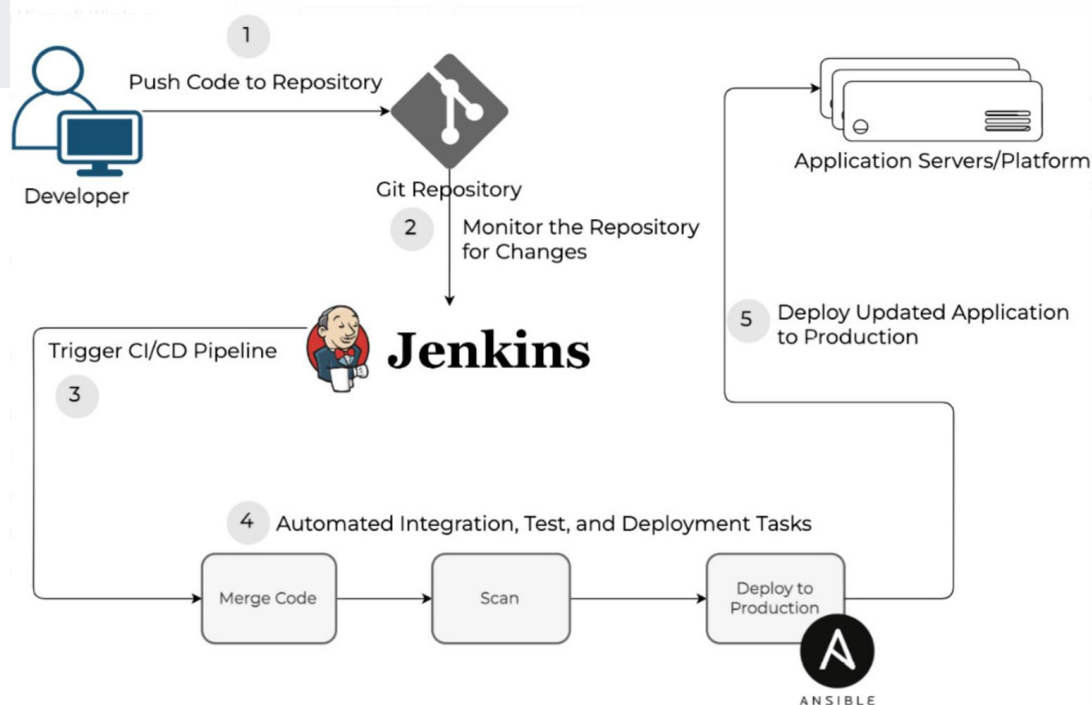 1
Push Code to Repository
Developer
Git Repository
2
Monitor the Repository
for Changes
Jenkins
Trigger CI/CD Pipeline
3
4
Automated Integration, Test, and Deployment Tasks
Merge Code
Scan
Deploy to
Production
ANSIBLE
5
Deploy Updated Application
to Production
Application Servers/Platform